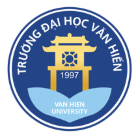 TRƯỜNG ĐẠI HỌC VĂN HIẾN
1997
VAN HIEN
UNIVERSITY